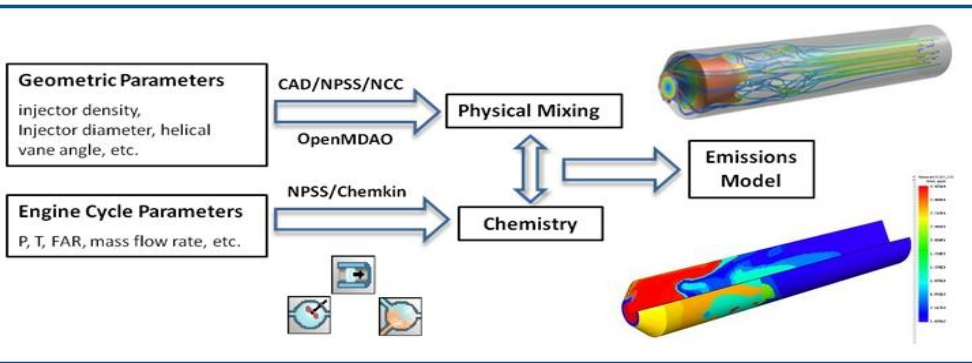 Geometric Parameters
injector density,
Injector diameter, helical
vane angle, etc.
CAD/NPSS/NCC
OpenMDAO
Physical Mixing
Emissions
Model
Engine Cycle Parameters
P, T, FAR, mass flow rate, etc.
NPSS/Chemkin
Chemistry